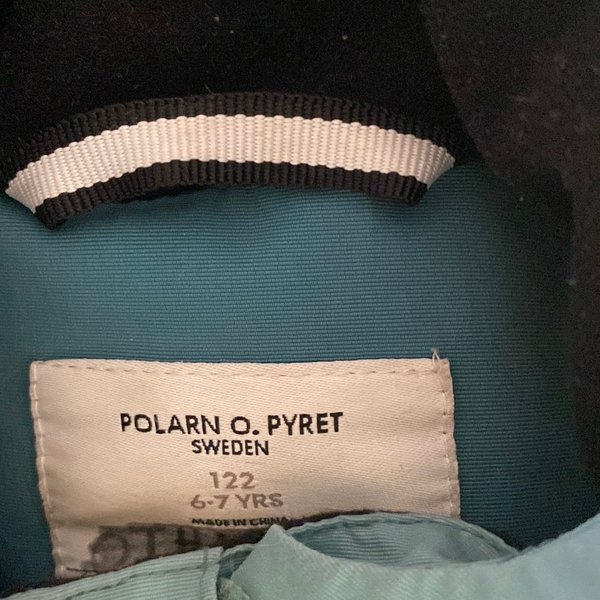 POLARN O. PYRET
SWEDEN
122
6-7 YRS
MADE IN CHINA